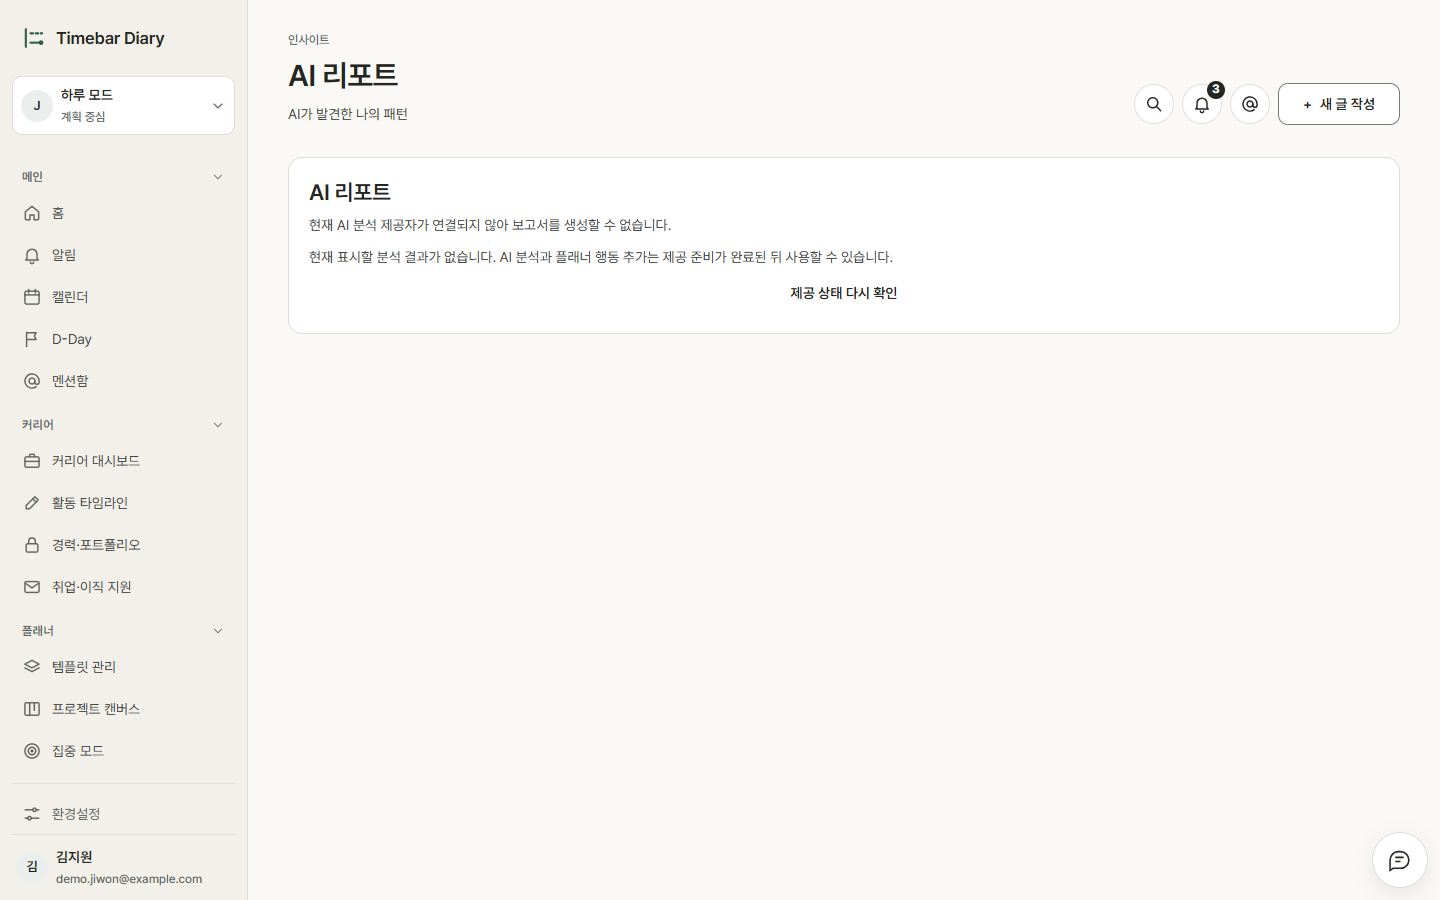 Timebar Diary
J
하루 모드
계획 중심
메인
홈
알림
캘린더
D-Day
멘션함
커리어
커리어 대시보드
활동 타임라인
경력·포트폴리오
취업·이직 지원
플래너
템플릿 관리
프로젝트 캔버스
집중 모드
환경설정
김
김지원
demo.jiwon@example.com
인사이트
AI 리포트
AI가 발견한 나의 패턴
3
+ 새 글 작성
AI 리포트
현재 AI 분석 제공자가 연결되지 않아 보고서를 생성할 수 없습니다.
현재 표시할 분석 결과가 없습니다. AI 분석과 플래너 행동 추가는 제공 준비가 완료된 뒤 사용할 수 있습니다.
제공 상태 다시 확인